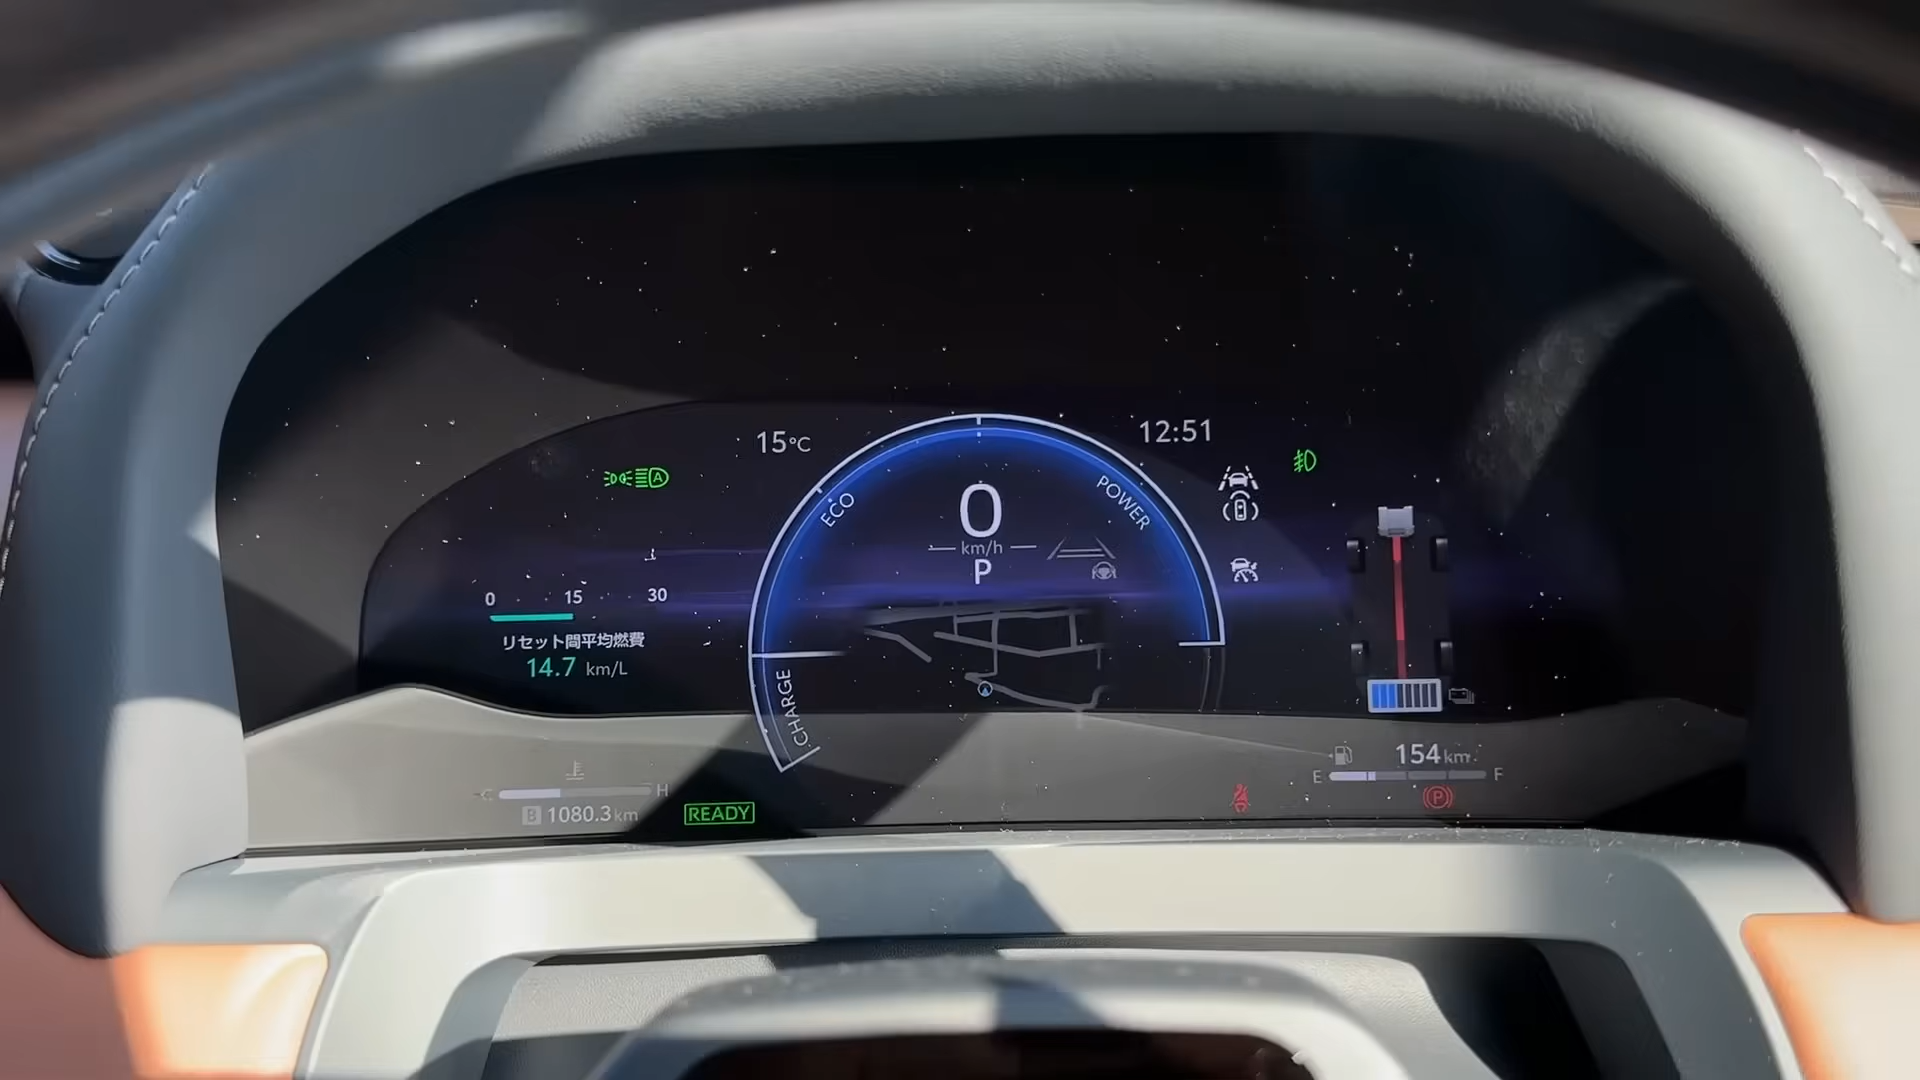 15°C
12:51
A
ECO
POWER
0
km/h
P
0 15 30
リセット間平均燃費
14.7 km/L
CHARGE
154 km
E F
C H
B 1080.3 km
READY
P